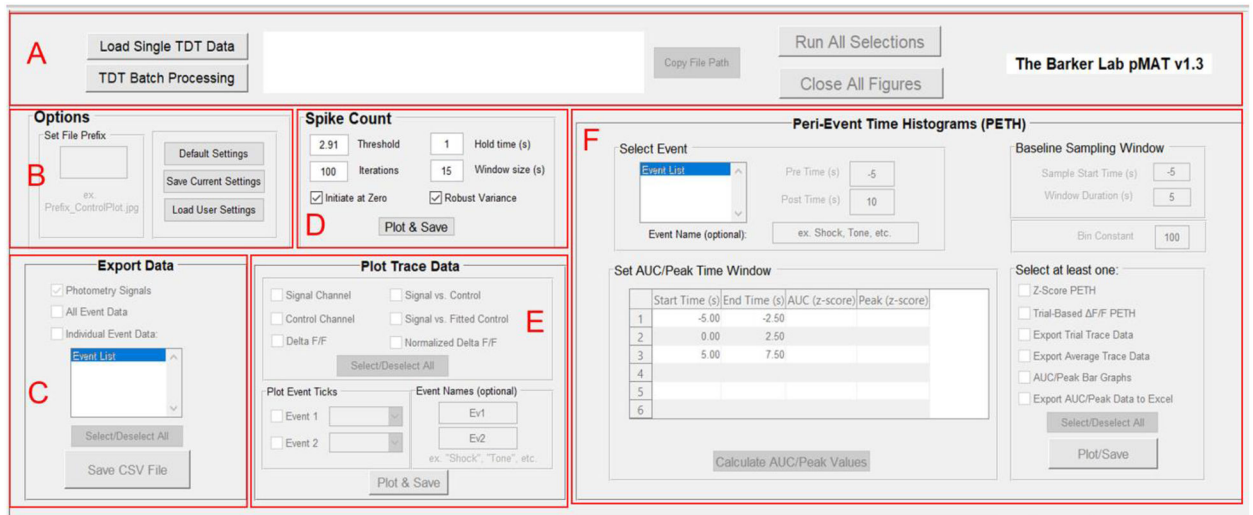 A
Load Single TDT Data
TDT Batch Processing
Copy File Path
Run All Selections
Close All Figures
The Barker Lab pMAT v1.3
B
Options
Set File Prefix
ex.
Prefix_ControlPlot.jpg
Default Settings
Save Current Settings
Load User Settings
D
Spike Count
2.91 Threshold 1 Hold time (s)
100 Iterations 15 Window size (s)
Initiate at Zero Robust Variance
Plot & Save
C
Export Data
Photometry Signals
All Event Data
Individual Event Data:
Event List
Select/Deselect All
Save CSV File
E
Plot Trace Data
Signal Channel Signal vs. Control
Control Channel Signal vs. Fitted Control
Delta F/F Normalized Delta F/F
Select/Deselect All
Plot Event Ticks
Event 1
Event 2
Event Names (optional)
Ev1
Ev2
ex. "Shock", "Tone", etc.
Plot & Save
F
Peri-Event Time Histograms (PETH)
Select Event
Event List
Pre Time (s) -5
Post Time (s) 10
Event Name (optional): ex. Shock, Tone, etc.
Baseline Sampling Window
Sample Start Time (s) -5
Window Duration (s) 5
Bin Constant 100
Set AUC/Peak Time Window
Start Time (s) End Time (s) AUC (z-score) Peak (z-score)
1 -5.00 -2.50
2 0.00 2.50
3 5.00 7.50
4
5
6
Calculate AUC/Peak Values
Select at least one:
Z-Score PETH
Trial-Based ΔF/F PETH
Export Trial Trace Data
Export Average Trace Data
AUC/Peak Bar Graphs
Export AUC/Peak Data to Excel
Select/Deselect All
Plot/Save